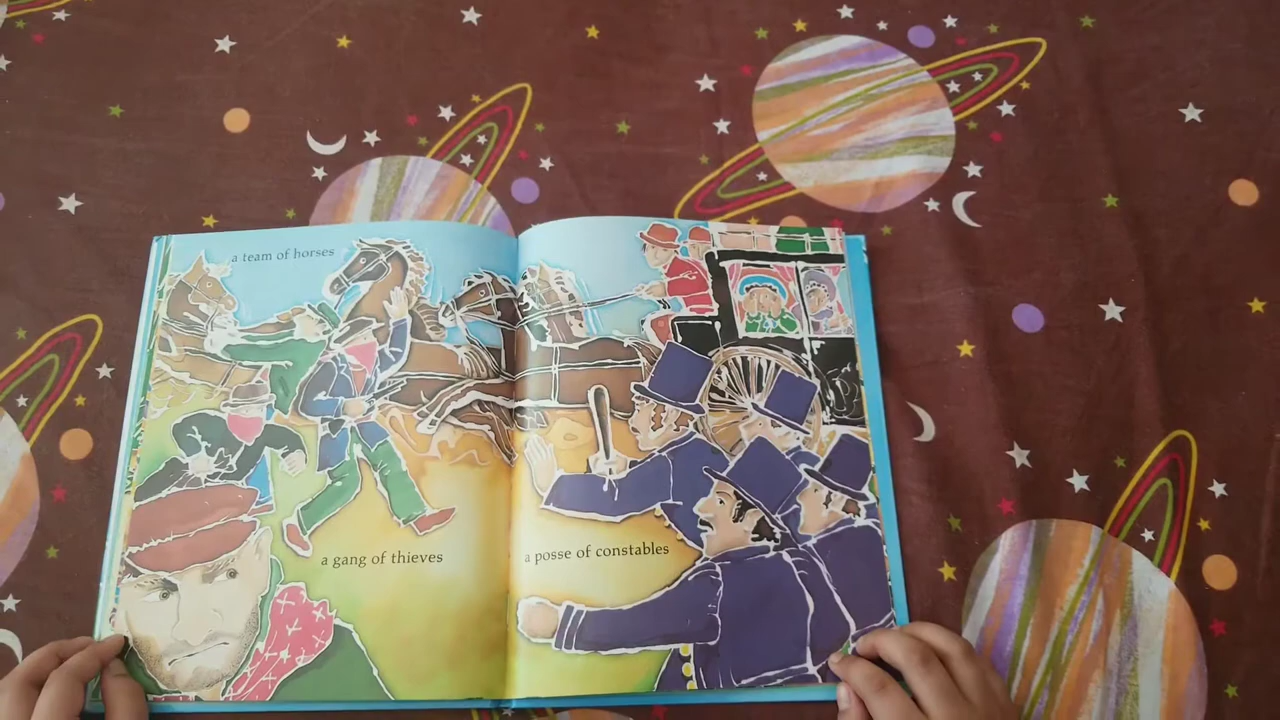 a team of horses
a gang of thieves
a posse of constables